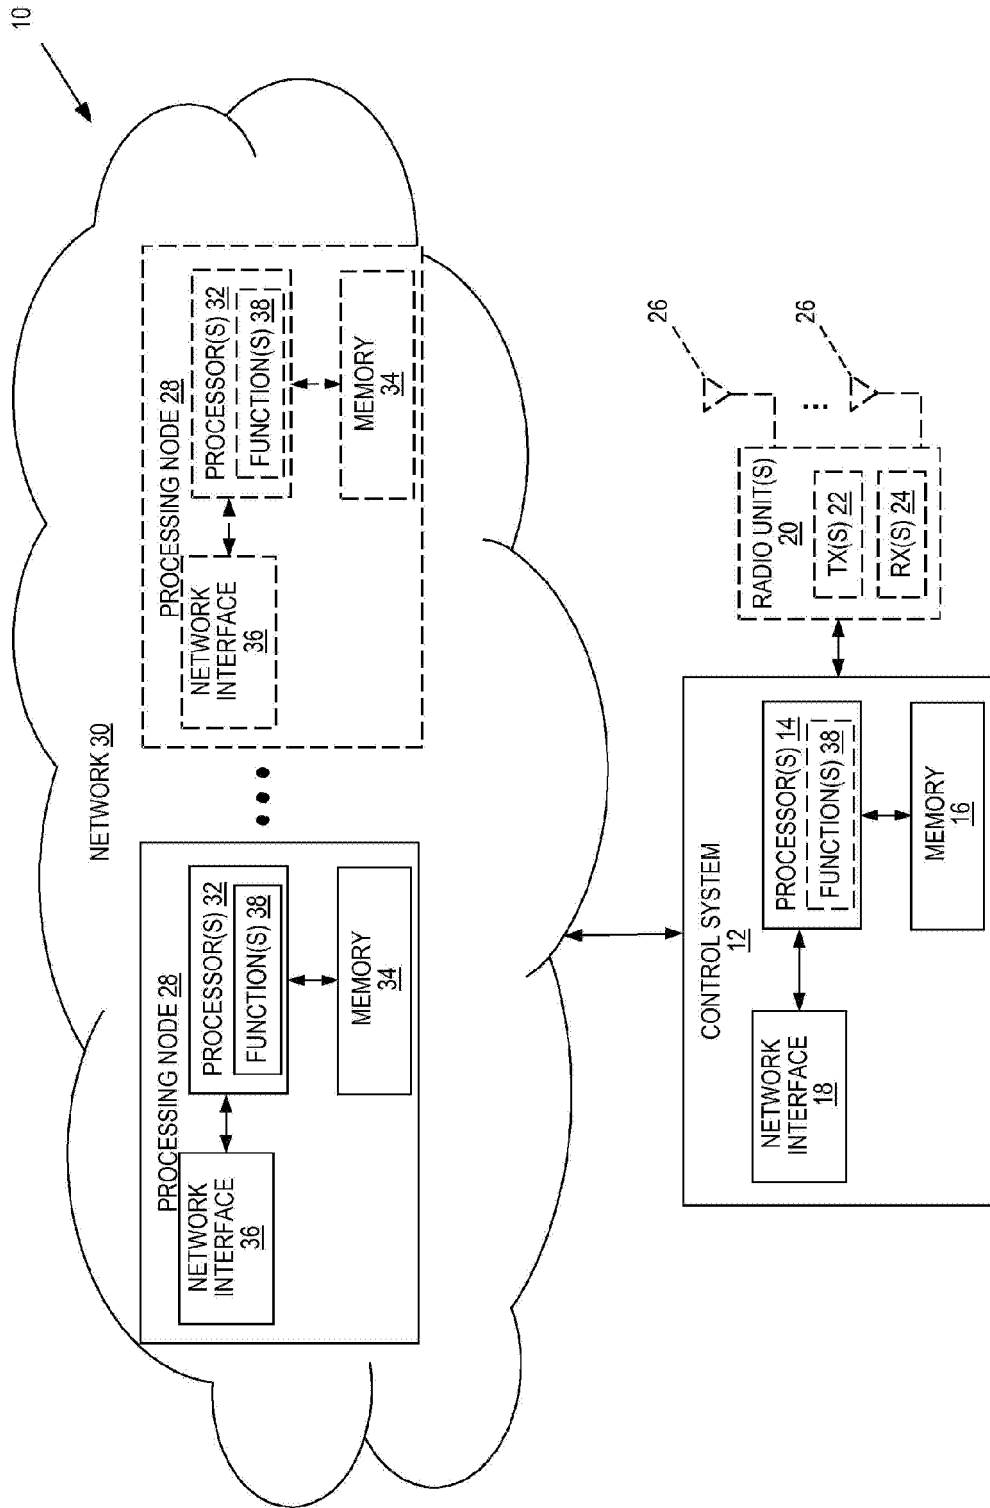 10
NETWORK 30
PROCESSING NODE 28
NETWORK
INTERFACE
36
PROCESSOR(S) 32
FUNCTION(S) 38
MEMORY
34
PROCESSING NODE 28
NETWORK
INTERFACE
36
PROCESSOR(S) 32
FUNCTION(S) 38
MEMORY
34
CONTROL SYSTEM
12
NETWORK
INTERFACE
18
PROCESSOR(S) 14
FUNCTION(S) 38
MEMORY
16
RADIO UNIT(S)
20
TX(S) 22
RX(S) 24
26
26